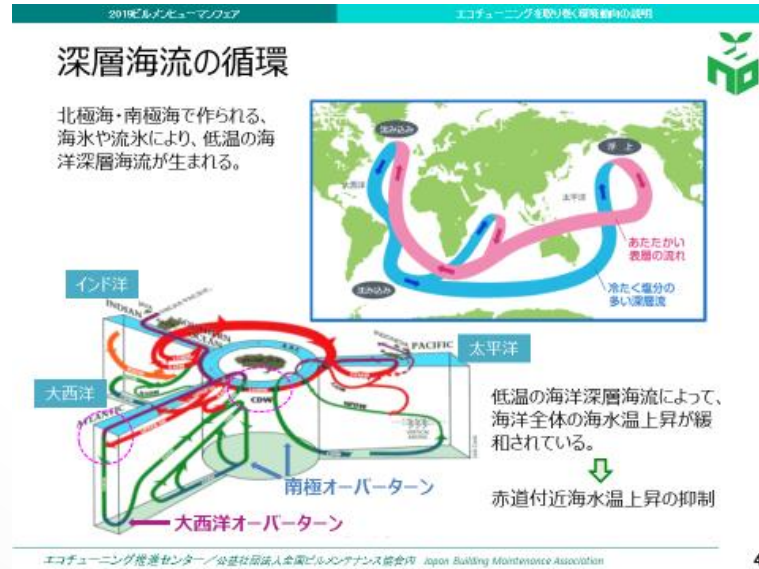 2019ビルメンヒューマンフェア
エコチューニングを取り巻く環境動向の説明
深層海流の循環
北極海・南極海で作られる、
海氷や流氷により、低温の海
洋深層海流が生まれる。
沈み込み
浮上
大西洋
太平洋
あたたかい
表層の流れ
冷たく塩分の
多い深層流
沈み込み
インド洋
INDIAN
SOUTHERN
OCEAN
PACIFIC
太平洋
大西洋
ATLANTIC
CDW
低温の海洋深層海流によって、
海洋全体の海水温上昇が緩
和されている。
赤道付近海水温上昇の抑制
南極オーバーターン
大西洋オーバーターン
エコチューニング推進センター/公益社団法人全国ビルメンテナンス協会内 Japan Building Maintenance Association
4